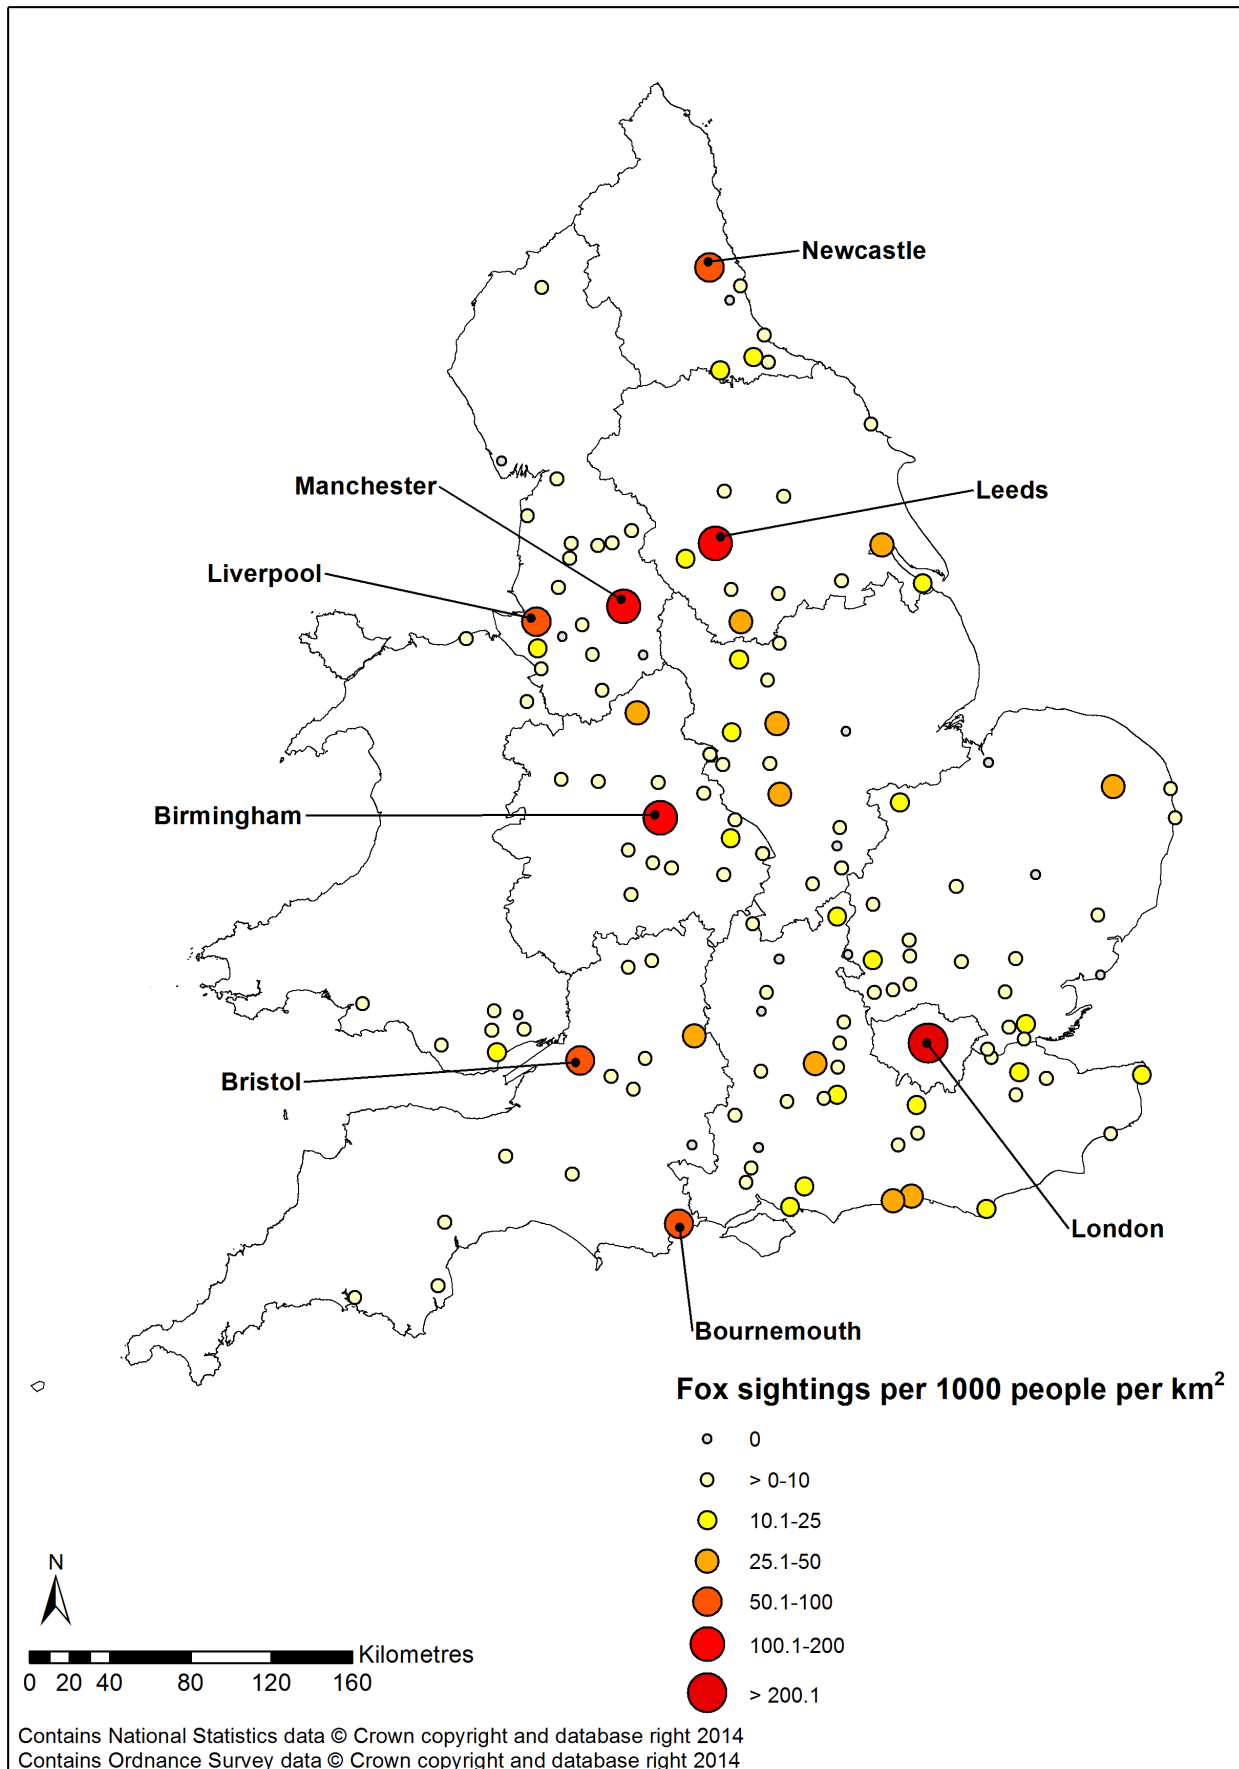 Newcastle
Manchester
Leeds
Liverpool
Birmingham
Bristol
London
Bournemouth
Fox sightings per 1000 people per km²
0
> 0-10
10.1-25
25.1-50
50.1-100
100.1-200
> 200.1
N
Kilometres
0 20 40 80 120 160
Contains National Statistics data © Crown copyright and database right 2014
Contains Ordnance Survey data © Crown copyright and database right 2014